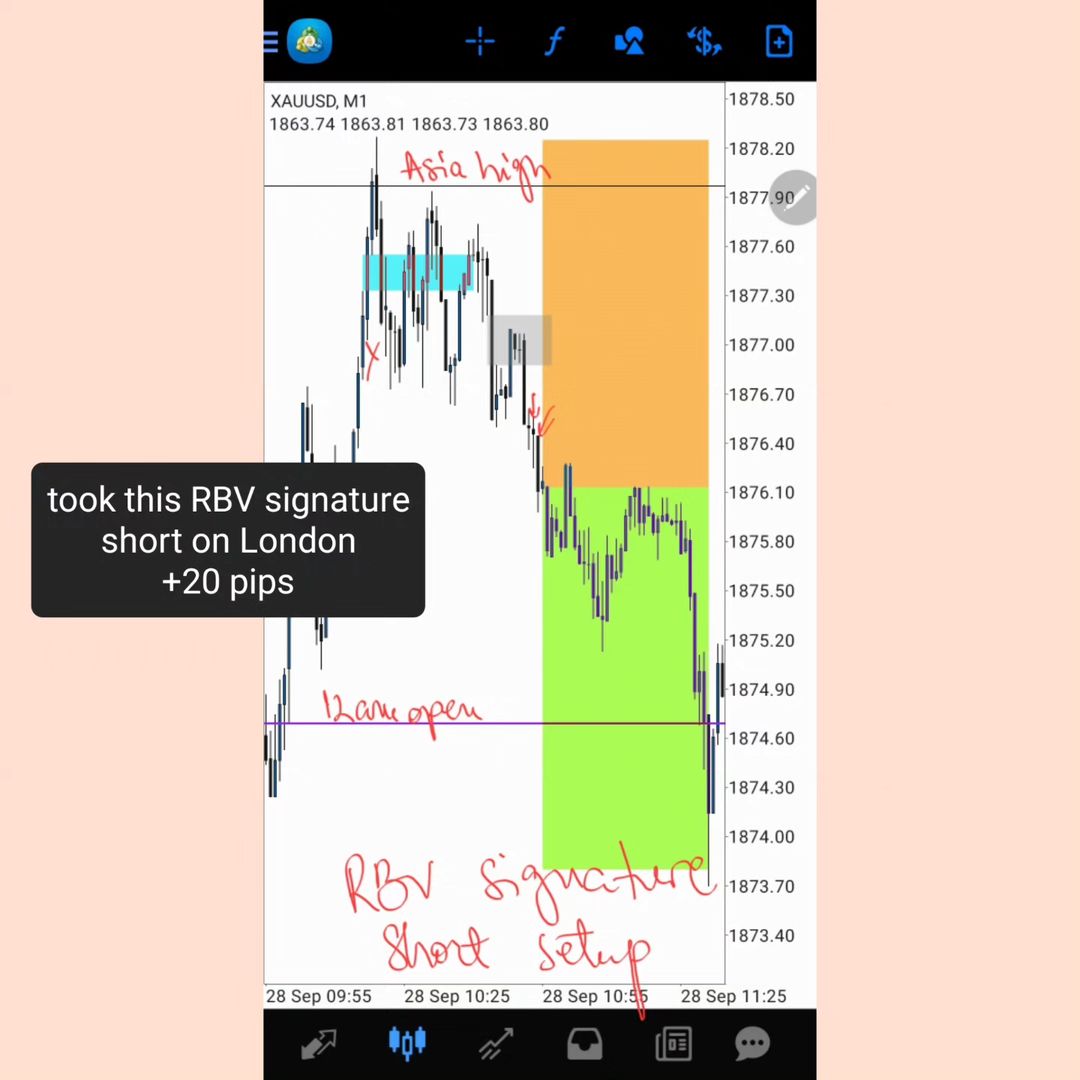 XAUUSD, M1
1863.74 1863.81 1863.73 1863.80
Asia high
took this RBV signature
short on London
+20 pips
12am open
RBV signature
Short setup
1878.50
1878.20
1877.90
1877.60
1877.30
1877.00
1876.70
1876.40
1876.10
1875.80
1875.50
1875.20
1874.90
1874.60
1874.30
1874.00
1873.70
1873.40
28 Sep 09:55 28 Sep 10:25 28 Sep 10:55 28 Sep 11:25